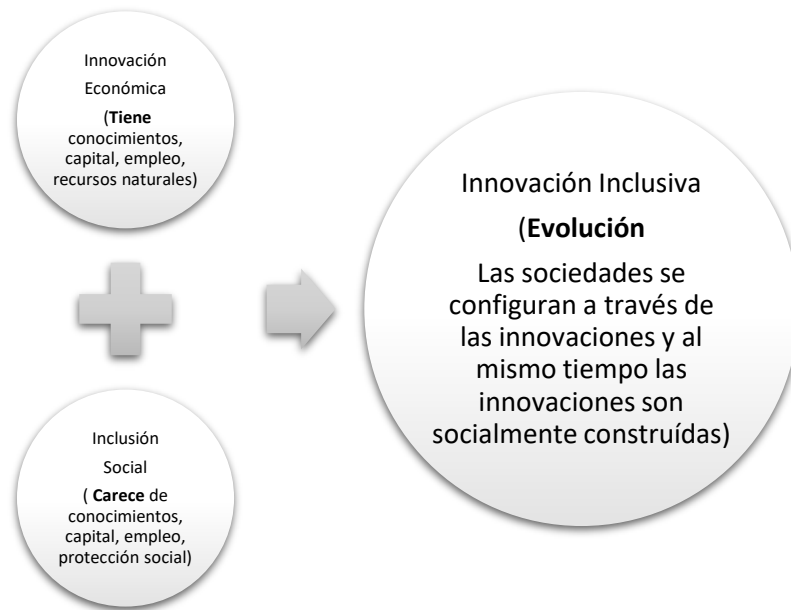 Innovación
Económica
(Tiene
conocimientos,
capital, empleo,
recursos naturales)
Inclusión
Social
( Carece de
conocimientos,
capital, empleo,
protección social)
Innovación Inclusiva
(Evolución
Las sociedades se
configuran a través de
las innovaciones y al
mismo tiempo las
innovaciones son
socialmente construídas)